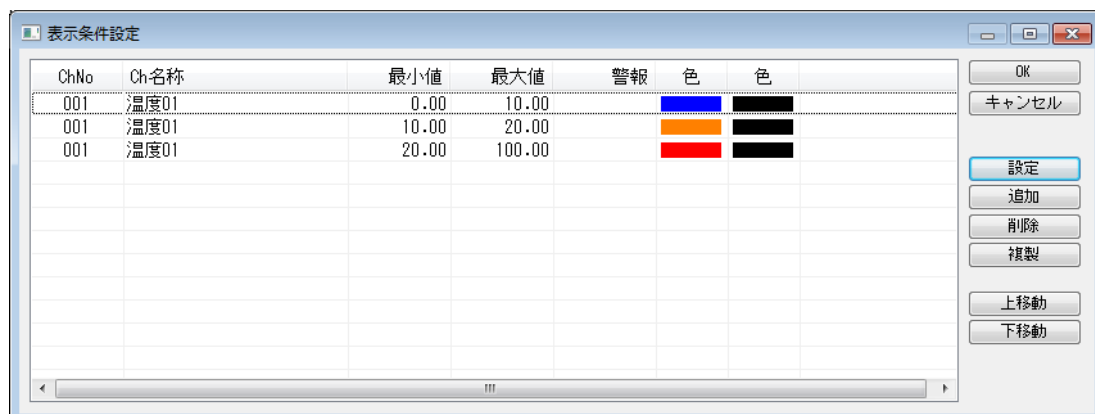 表示条件設定
ChNo Ch名称 最小値 最大値 警報 色 色
001 温度01 0.00 10.00
001 温度01 10.00 20.00
001 温度01 20.00 100.00
OK
キャンセル
設定
追加
削除
複製
上移動
下移動